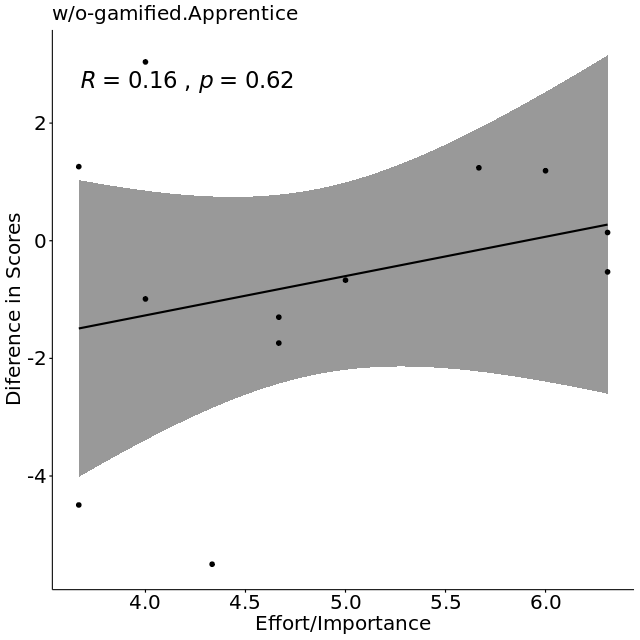 w/o-gamified.Apprentice
R = 0.16 , p = 0.62
2
0
-2
-4
Diference in Scores
4.0 4.5 5.0 5.5 6.0
Effort/Importance